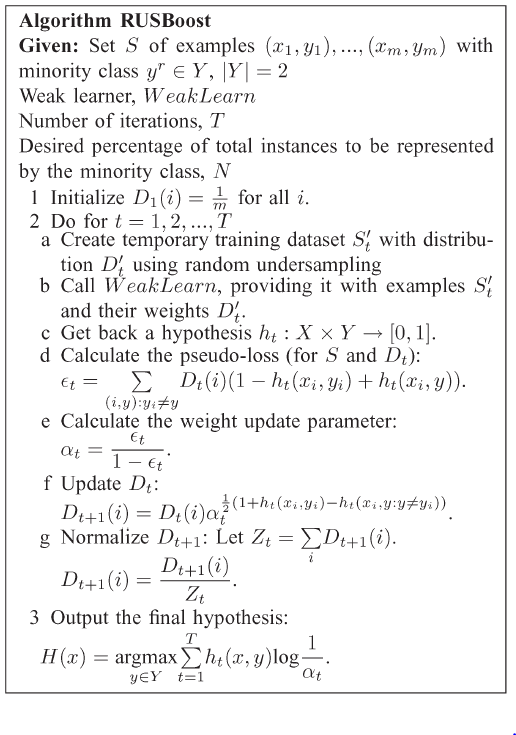 Algorithm RUSBoost
Given: Set S of examples (x₁, y₁), ..., (xₘ, yₘ) with
minority class yʳ ∈ Y, |Y| = 2
Weak learner, WeakLearn
Number of iterations, T
Desired percentage of total instances to be represented
by the minority class, N
1 Initialize D₁(i) = 1/m for all i.
2 Do for t = 1, 2, ..., T
a Create temporary training dataset S′ₜ with distribu-
tion D′ₜ using random undersampling
b Call WeakLearn, providing it with examples S′ₜ
and their weights D′ₜ.
c Get back a hypothesis hₜ : X × Y → [0, 1].
d Calculate the pseudo-loss (for S and Dₜ):
ϵₜ = ∑_{(i,y):yᵢ≠y} Dₜ(i)(1 − hₜ(xᵢ, yᵢ) + hₜ(xᵢ, y)).
e Calculate the weight update parameter:
αₜ = ϵₜ/(1 − ϵₜ).
f Update Dₜ:
Dₜ₊₁(i) = Dₜ(i)αₜ^{½(1+hₜ(xᵢ,yᵢ)−hₜ(xᵢ,y:y≠yᵢ))}.
g Normalize Dₜ₊₁: Let Zₜ = ∑ᵢ Dₜ₊₁(i).
Dₜ₊₁(i) = Dₜ₊₁(i)/Zₜ.
3 Output the final hypothesis:
H(x) = argmax_{y∈Y} ∑_{t=1}^{T} hₜ(x, y)log 1/αₜ.